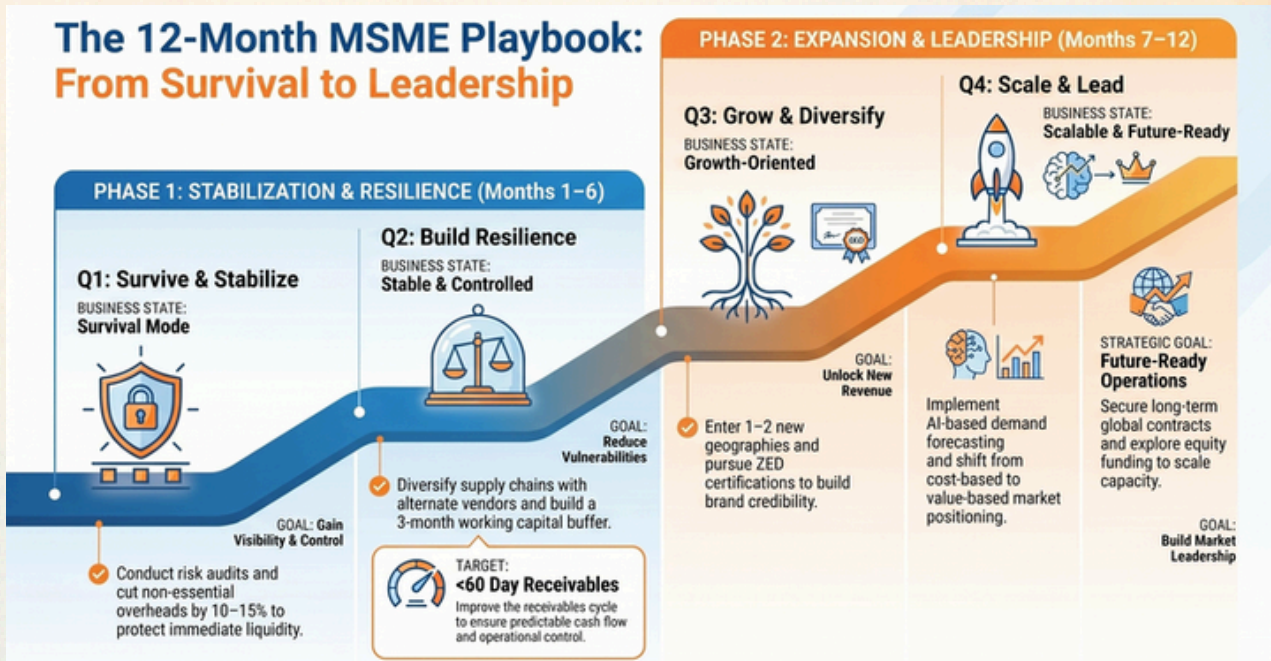 The 12-Month MSME Playbook:
From Survival to Leadership
PHASE 1: STABILIZATION & RESILIENCE (Months 1–6)
Q1: Survive & Stabilize
BUSINESS STATE:
Survival Mode
GOAL: Gain
Visibility & Control
Conduct risk audits and
cut non-essential
overheads by 10–15% to
protect immediate liquidity.
Q2: Build Resilience
BUSINESS STATE:
Stable & Controlled
GOAL:
Reduce
Vulnerabilities
Diversify supply chains with
alternate vendors and build a
3-month working capital buffer.
TARGET:
<60 Day Receivables
Improve the receivables cycle
to ensure predictable cash flow
and operational control.
PHASE 2: EXPANSION & LEADERSHIP (Months 7–12)
Q3: Grow & Diversify
BUSINESS STATE:
Growth-Oriented
GOAL:
Unlock New
Revenue
Enter 1–2 new
geographies and
pursue ZED
certifications to build
brand credibility.
Q4: Scale & Lead
BUSINESS STATE:
Scalable & Future-Ready
Implement
AI-based demand
forecasting
and shift from
cost-based to
value-based market
positioning.
STRATEGIC GOAL:
Future-Ready
Operations
Secure long-term
global contracts
and explore equity
funding to scale
capacity.
GOAL:
Build Market
Leadership